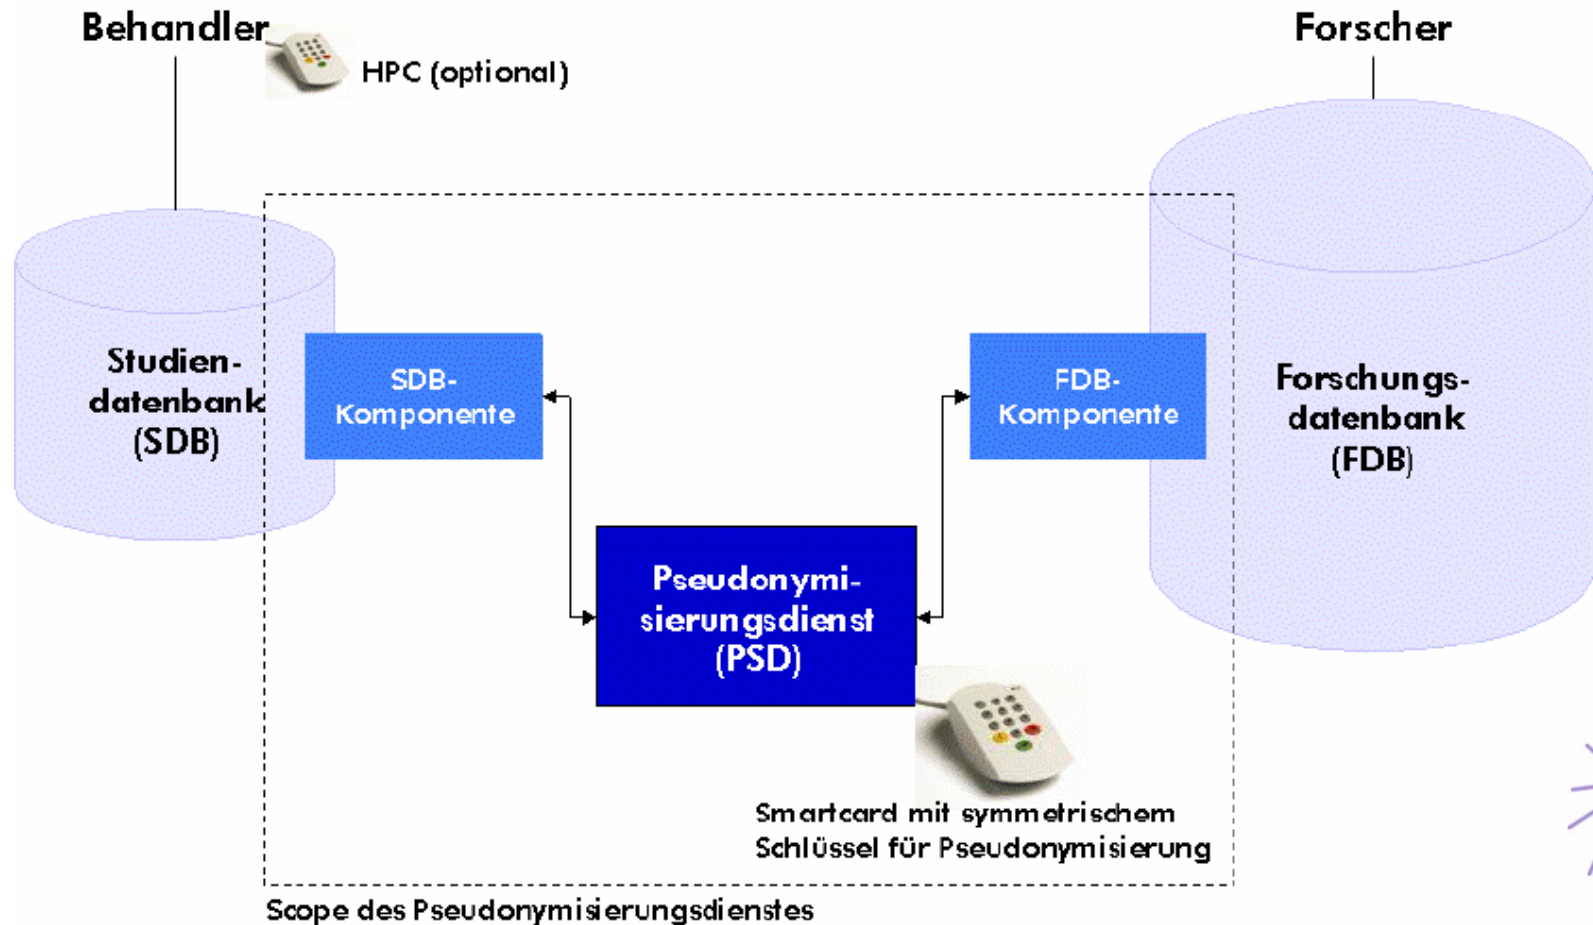 Behandler
HPC (optional)
Forscher
Studien-
datenbank
(SDB)
SDB-
Komponente
FDB-
Komponente
Forschungs-
datenbank
(FDB)
Pseudonymi-
sierungsdienst
(PSD)
Smartcard mit symmetrischem
Schlüssel für Pseudonymisierung
Scope des Pseudonymisierungsdienstes